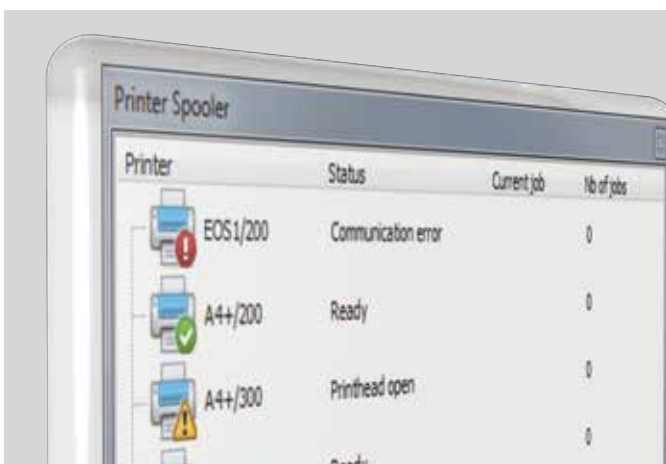 Printer Spooler
Printer Status Current job Nb of jobs
EOS1/200 Communication error 0
A4+/200 Ready 0
A4+/300 Printhead open 0
Ready 0